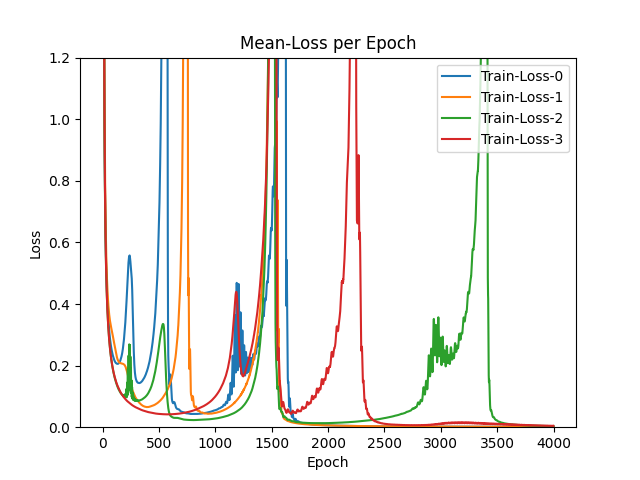 Mean-Loss per Epoch
Train-Loss-0
Train-Loss-1
Train-Loss-2
Train-Loss-3
Loss
1.2
1.0
0.8
0.6
0.4
0.2
0.0
0 500 1000 1500 2000 2500 3000 3500 4000
Epoch